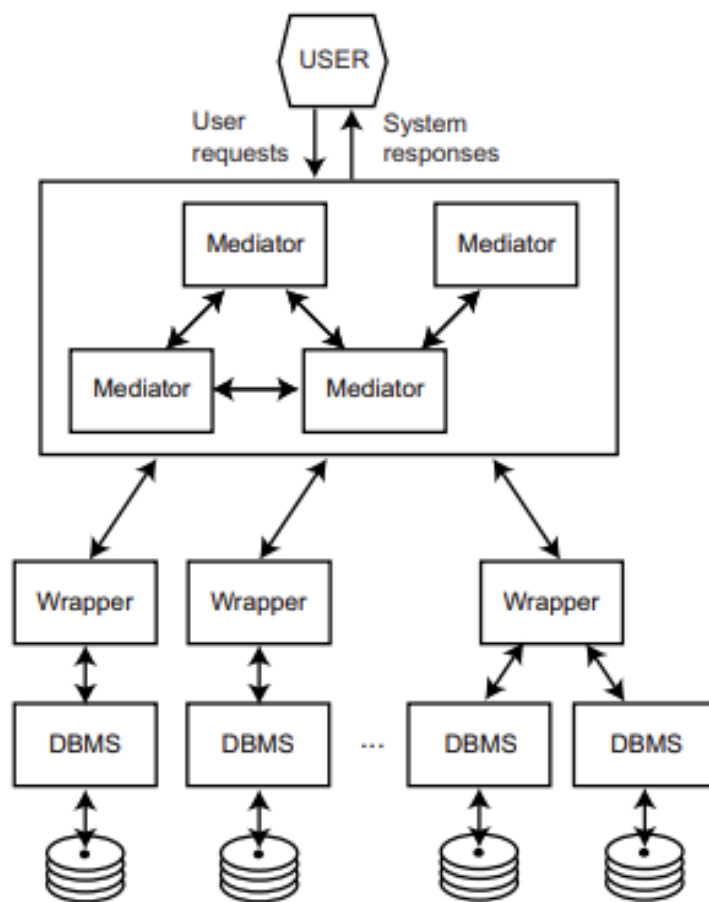 USER
User
requests
System
responses
Mediator
Mediator
Mediator
Mediator
Wrapper
Wrapper
Wrapper
DBMS
DBMS
...
DBMS
DBMS